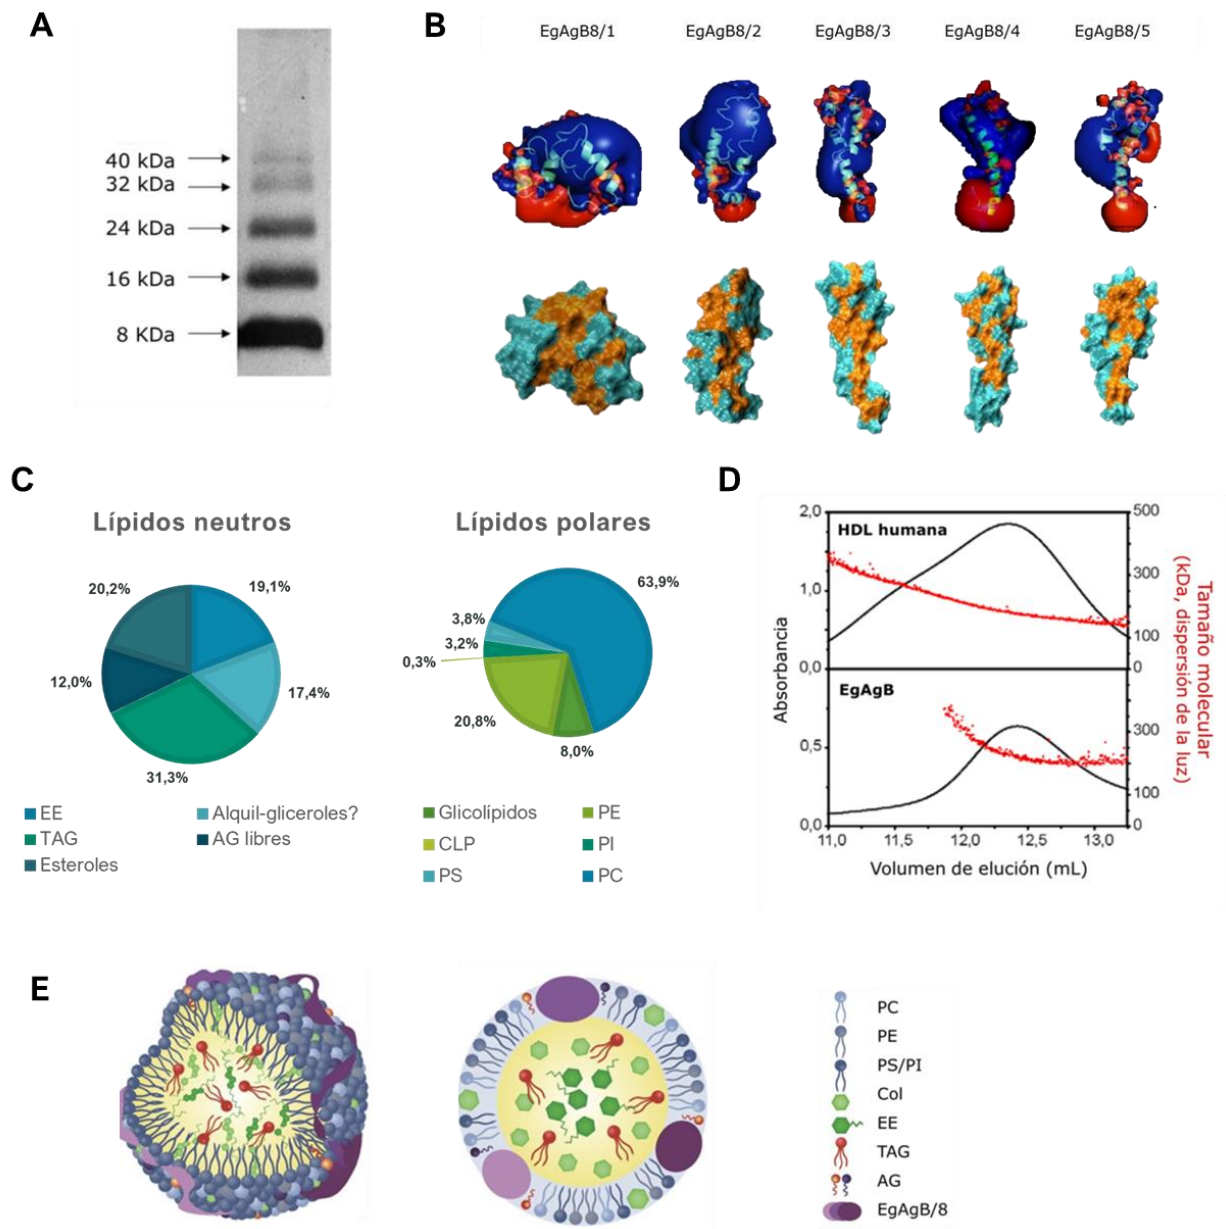 A
40 kDa
32 kDa
24 kDa
16 kDa
8 KDa
B
EgAgB8/1 EgAgB8/2 EgAgB8/3 EgAgB8/4 EgAgB8/5
C
Lípidos neutros
20,2% 19,1%
12,0% 17,4%
31,3%
EE Alquil-gliceroles?
TAG AG libres
Esteroles
Lípidos polares
63,9%
3,8%
3,2%
0,3%
20,8%
8,0%
Glicolípidos PE
CLP PI
PS PC
D
HDL humana
EgAgB
2,0
1,0
0,0
0,5
0,0
500
300
100
0
300
100
0
Absorbancia
Tamaño molecular
(kDa, dispersión de la luz)
11,0 11,5 12,0 12,5 13,0
Volumen de elución (mL)
E
PC
PE
PS/PI
Col
EE
TAG
AG
EgAgB/8